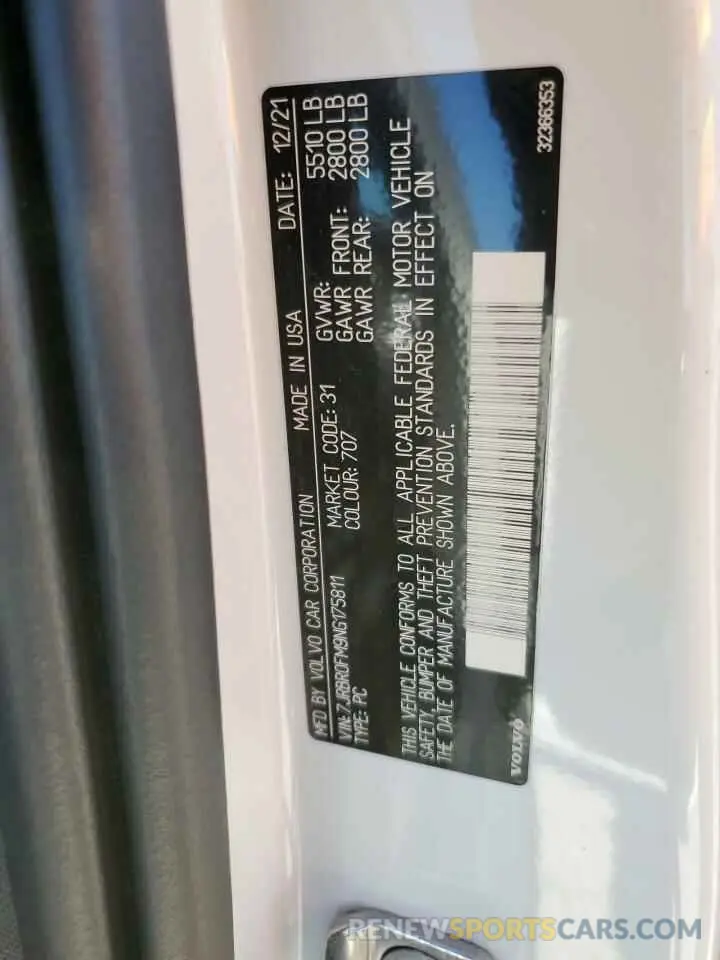 MFD BY VOLVO CAR CORPORATION MADE IN USA DATE: 12/21
VIN:7JRBR0FM9NG175811 MARKET CODE: 31 GVWR: 5510 LB
TYPE: PC COLOUR: 707 GAWR FRONT: 2800 LB
GAWR REAR: 2800 LB
THIS VEHICLE CONFORMS TO ALL APPLICABLE FEDERAL MOTOR VEHICLE
SAFETY, BUMPER AND THEFT PREVENTION STANDARDS IN EFFECT ON
THE DATE OF MANUFACTURE SHOWN ABOVE.
VOLVO 32366353
RENEWSPORTSCARS.COM